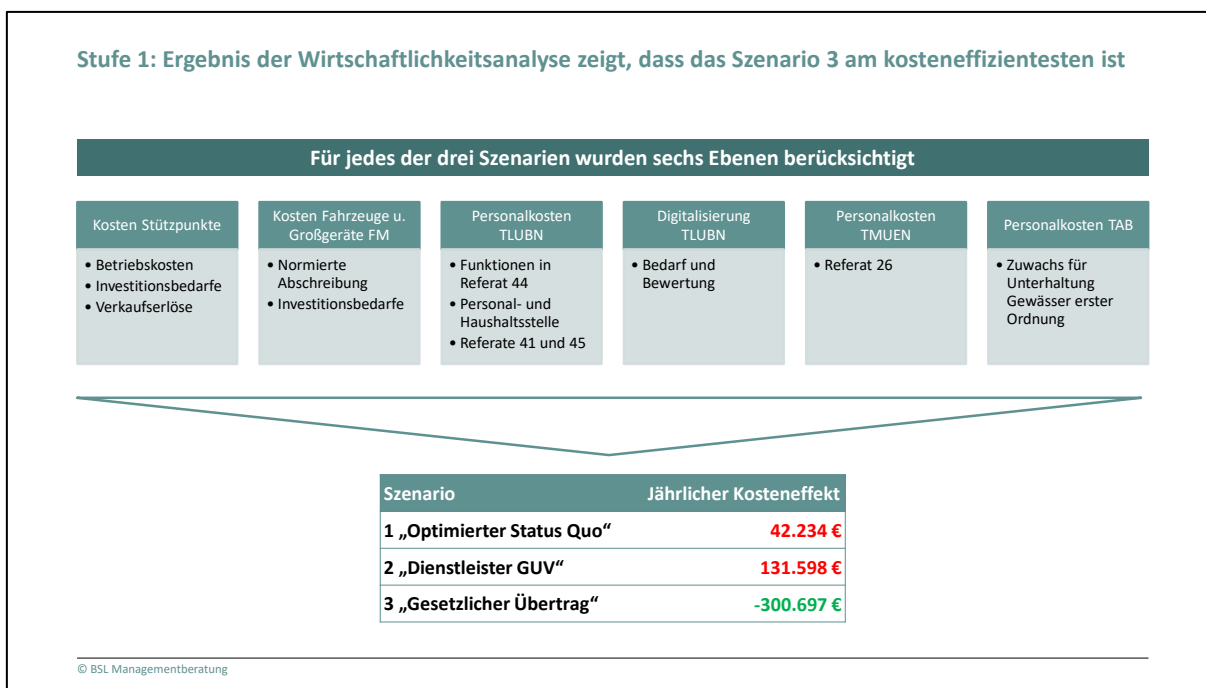 Stufe 1: Ergebnis der Wirtschaftlichkeitsanalyse zeigt, dass das Szenario 3 am kosteneffizientesten ist
Für jedes der drei Szenarien wurden sechs Ebenen berücksichtigt
Kosten Stützpunkte
• Betriebskosten
• Investitionsbedarfe
• Verkaufserlöse
Kosten Fahrzeuge u.
Großgeräte FM
• Normierte
Abschreibung
• Investitionsbedarfe
Personalkosten
TLUBN
• Funktionen in
Referat 44
• Personal- und
Haushaltsstelle
• Referate 41 und 45
Digitalisierung
TLUBN
• Bedarf und
Bewertung
Personalkosten
TMUEN
• Referat 26
Personalkosten TAB
• Zuwachs für
Unterhaltung
Gewässer erster
Ordnung
Szenario Jährlicher Kosteneffekt
1 „Optimierter Status Quo“ 42.234 €
2 „Dienstleister GUV“ 131.598 €
3 „Gesetzlicher Übertrag“ -300.697 €
© BSL Managementberatung